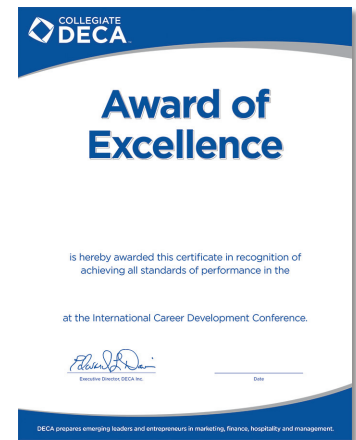 COLLEGIATE
DECA
Award of
Excellence
is hereby awarded this certificate in recognition of
achieving all standards of performance in the
at the International Career Development Conference.
Executive Director, DECA Inc.
Date
DECA prepares emerging leaders and entrepreneurs in marketing, finance, hospitality and management.